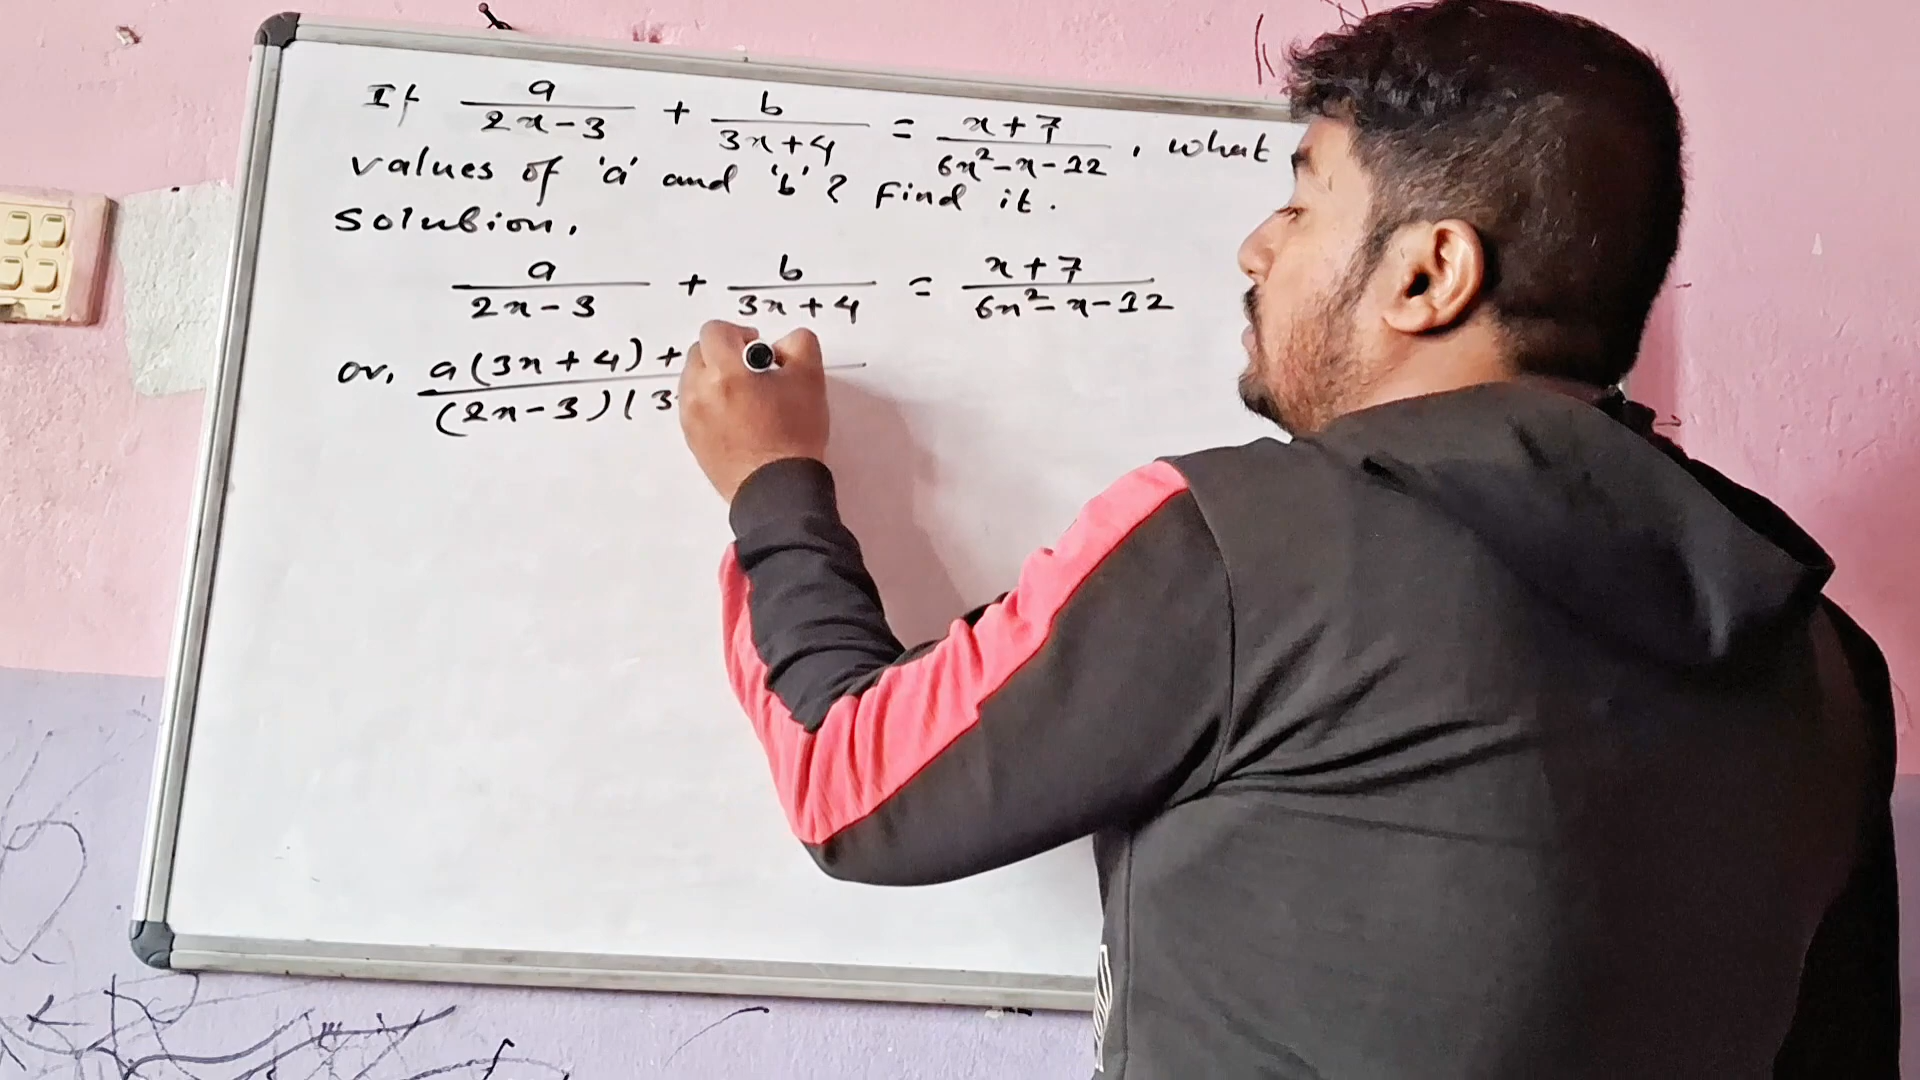 If a/(2x-3) + b/(3x+4) = (x+7)/(6x²-x-12), what
values of 'a' and 'b'? Find it.
Solution,
a/(2x-3) + b/(3x+4) = (x+7)/(6x²-x-12)
or, a(3x+4)+ / (2x-3)(3